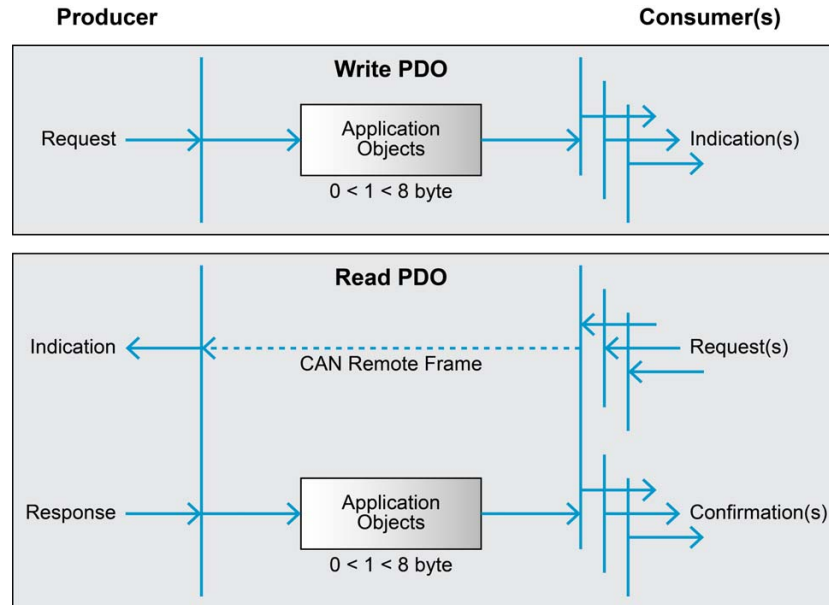 Producer
Consumer(s)
Write PDO
Request
Application
Objects
Indication(s)
0 < 1 < 8 byte
Read PDO
Indication
CAN Remote Frame
Request(s)
Response
Application
Objects
Confirmation(s)
0 < 1 < 8 byte